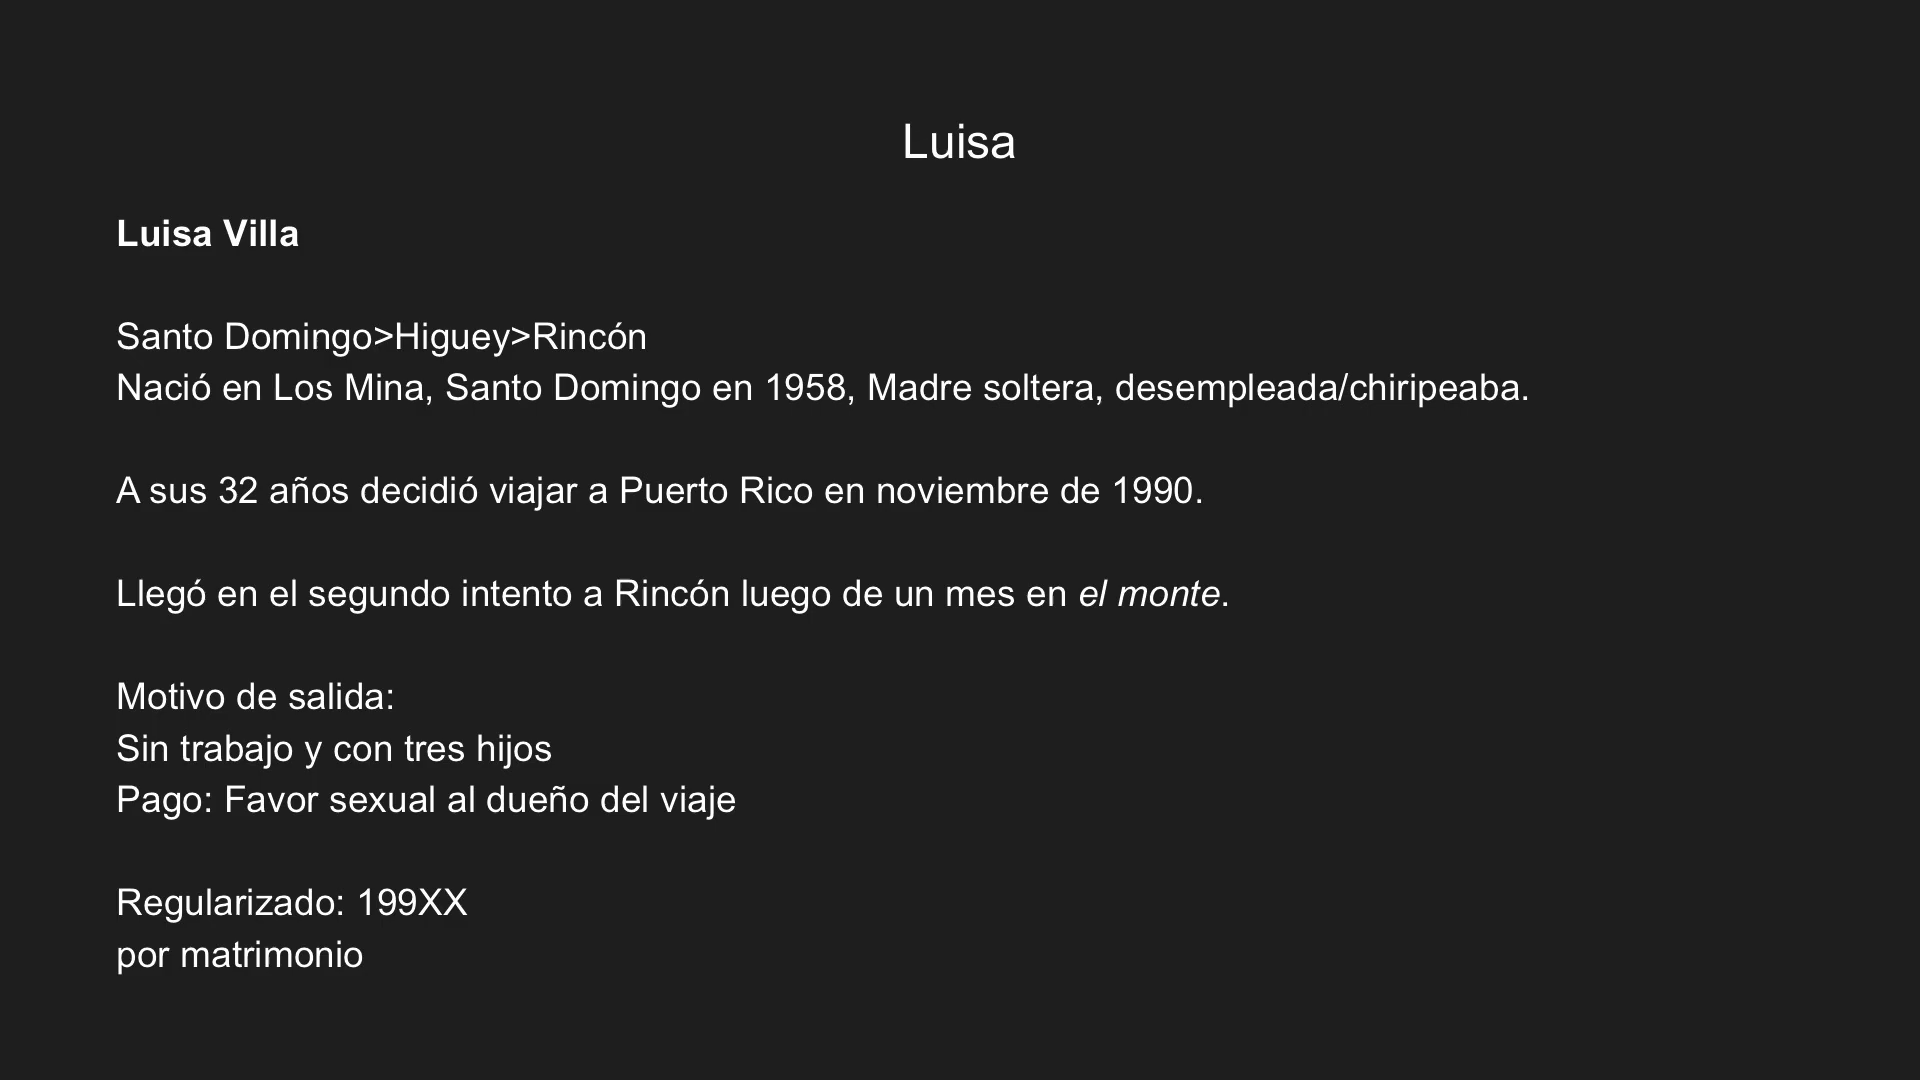 Luisa
Luisa Villa
Santo Domingo>Higuey>Rincón
Nació en Los Mina, Santo Domingo en 1958, Madre soltera, desempleada/chiripeaba.
A sus 32 años decidió viajar a Puerto Rico en noviembre de 1990.
Llegó en el segundo intento a Rincón luego de un mes en el monte.
Motivo de salida:
Sin trabajo y con tres hijos
Pago: Favor sexual al dueño del viaje
Regularizado: 199XX
por matrimonio